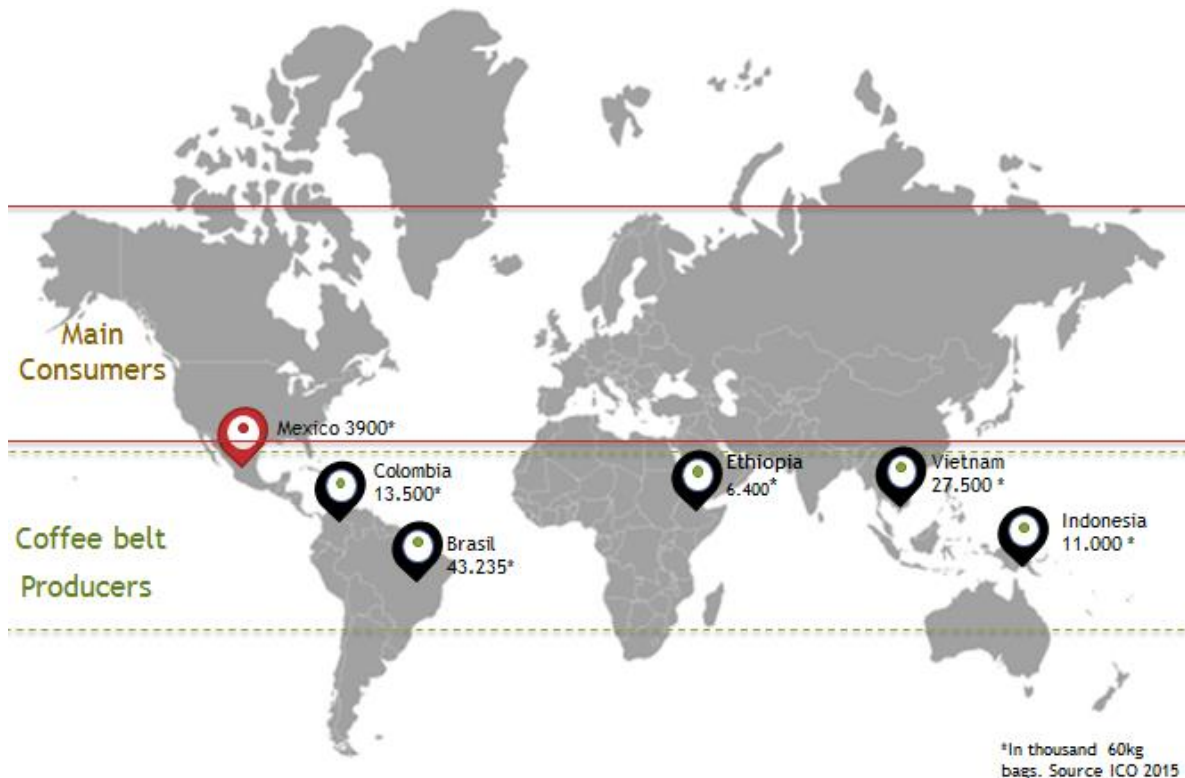 Main
Consumers
Mexico 3900*
Colombia
13.500*
Ethiopia
6.400*
Vietnam
27.500 *
Brasil
43.235*
Indonesia
11.000 *
Coffee belt
Producers
*In thousand 60kg
bags. Source ICO 2015